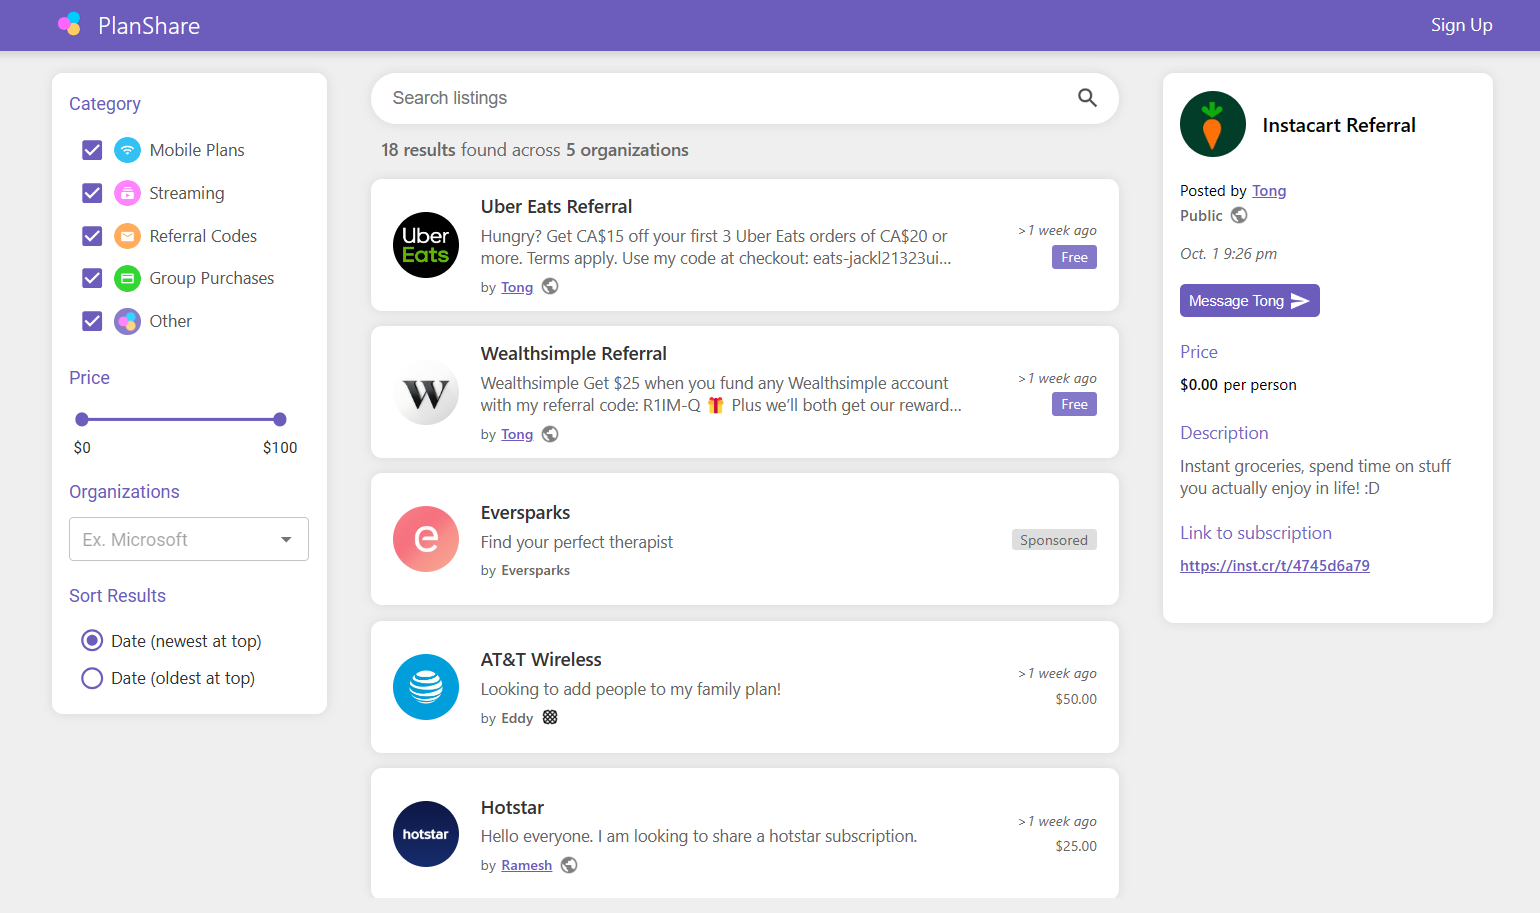 PlanShare
Sign Up
Category
Mobile Plans
Streaming
Referral Codes
Group Purchases
Other
Price
$0
$100
Organizations
Ex. Microsoft
Sort Results
Date (newest at top)
Date (oldest at top)
Search listings
18 results found across 5 organizations
Uber Eats
Uber Eats Referral
Hungry? Get CA$15 off your first 3 Uber Eats orders of CA$20 or
more. Terms apply. Use my code at checkout: eats-jackl21323ui...
by Tong
>1 week ago
Free
W
Wealthsimple Referral
Wealthsimple Get $25 when you fund any Wealthsimple account
with my referral code: R1IM-Q 🎁 Plus we’ll both get our reward...
by Tong
>1 week ago
Free
e
Eversparks
Find your perfect therapist
by Eversparks
Sponsored
AT&T Wireless
Looking to add people to my family plan!
by Eddy
>1 week ago
$50.00
hotstar
Hotstar
Hello everyone. I am looking to share a hotstar subscription.
by Ramesh
>1 week ago
$25.00
Instacart Referral
Posted by Tong
Public
Oct. 1 9:26 pm
Message Tong
Price
$0.00 per person
Description
Instant groceries, spend time on stuff
you actually enjoy in life! :D
Link to subscription
https://inst.cr/t/4745d6a79